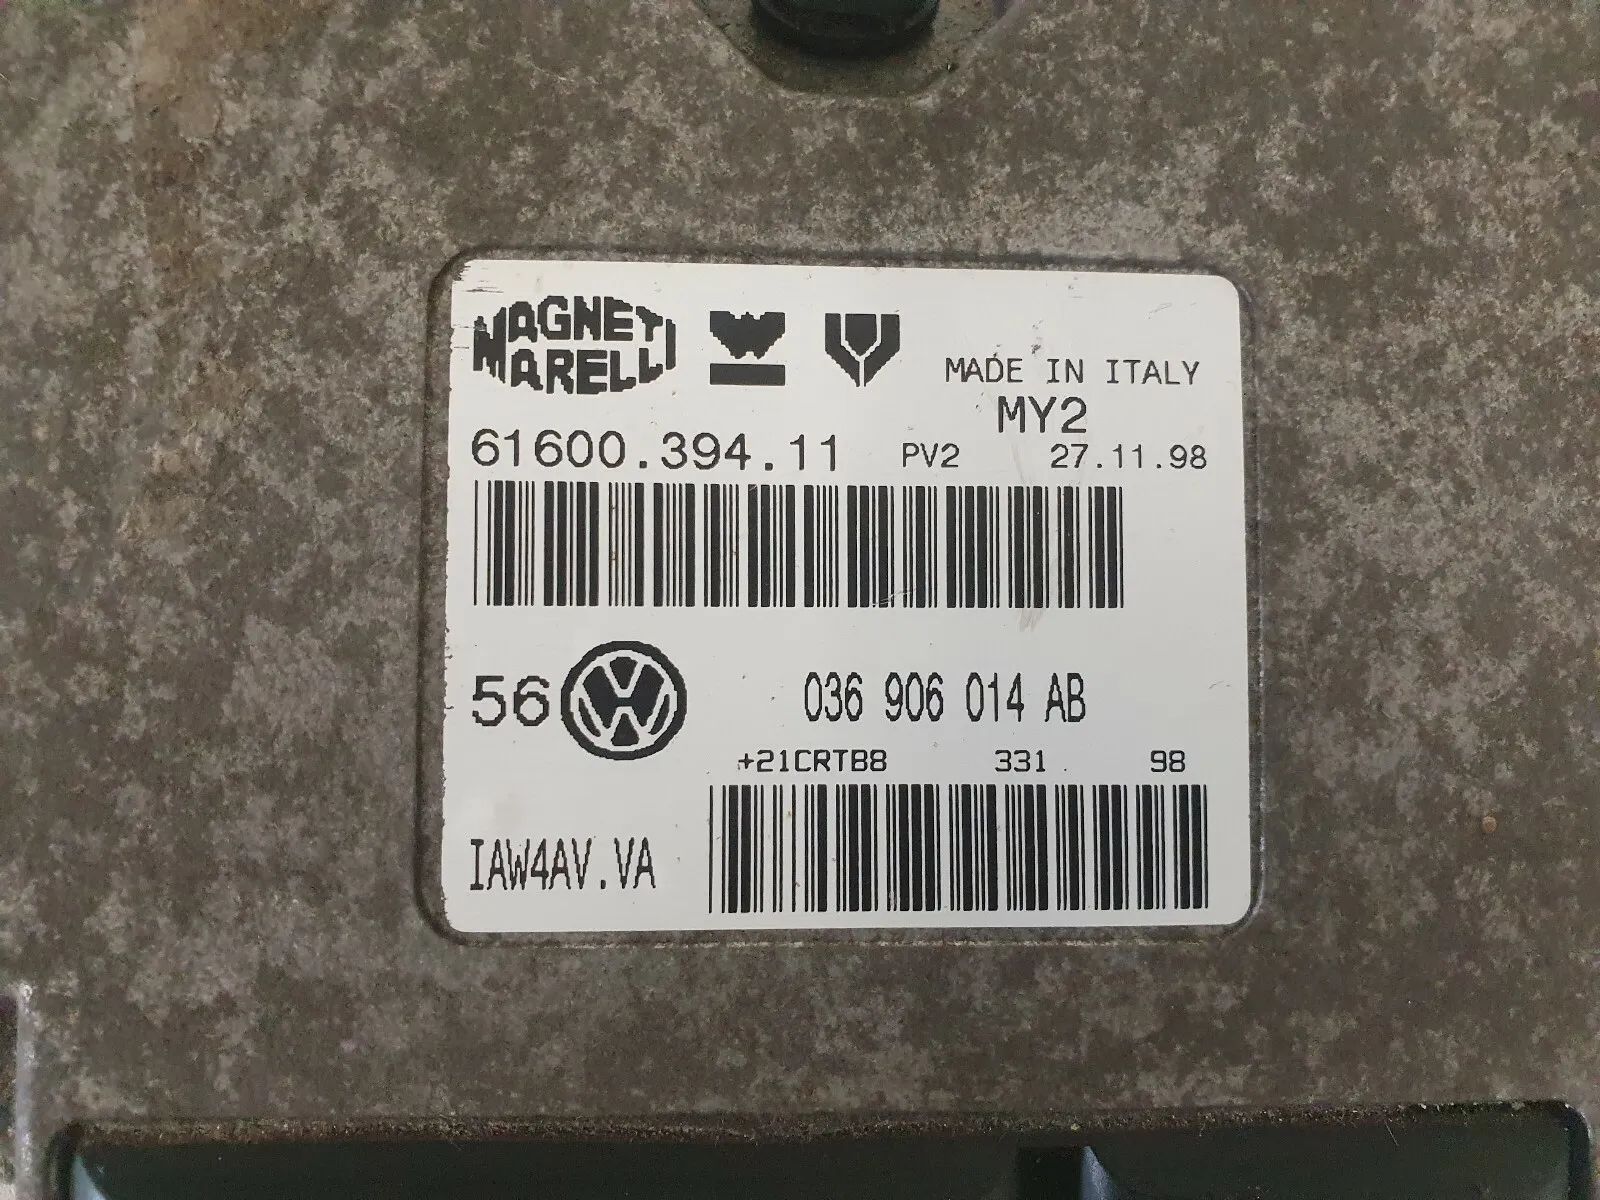 MAGNETI
MARELLI
MADE IN ITALY
MY2
61600.394.11 PV2 27.11.98
56 036 906 014 AB
+21CRTB8 331 98
IAW4AV.VA